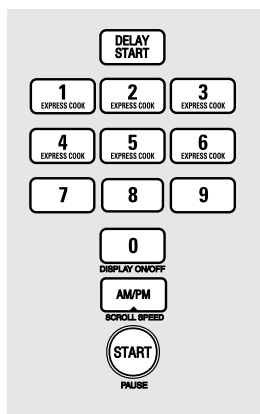 DELAY
START
1 2 3
EXPRESS COOK EXPRESS COOK EXPRESS COOK
4 5 6
EXPRESS COOK EXPRESS COOK EXPRESS COOK
7 8 9
0
DISPLAY ON/OFF
AM/PM
SCROLL SPEED
START
PAUSE